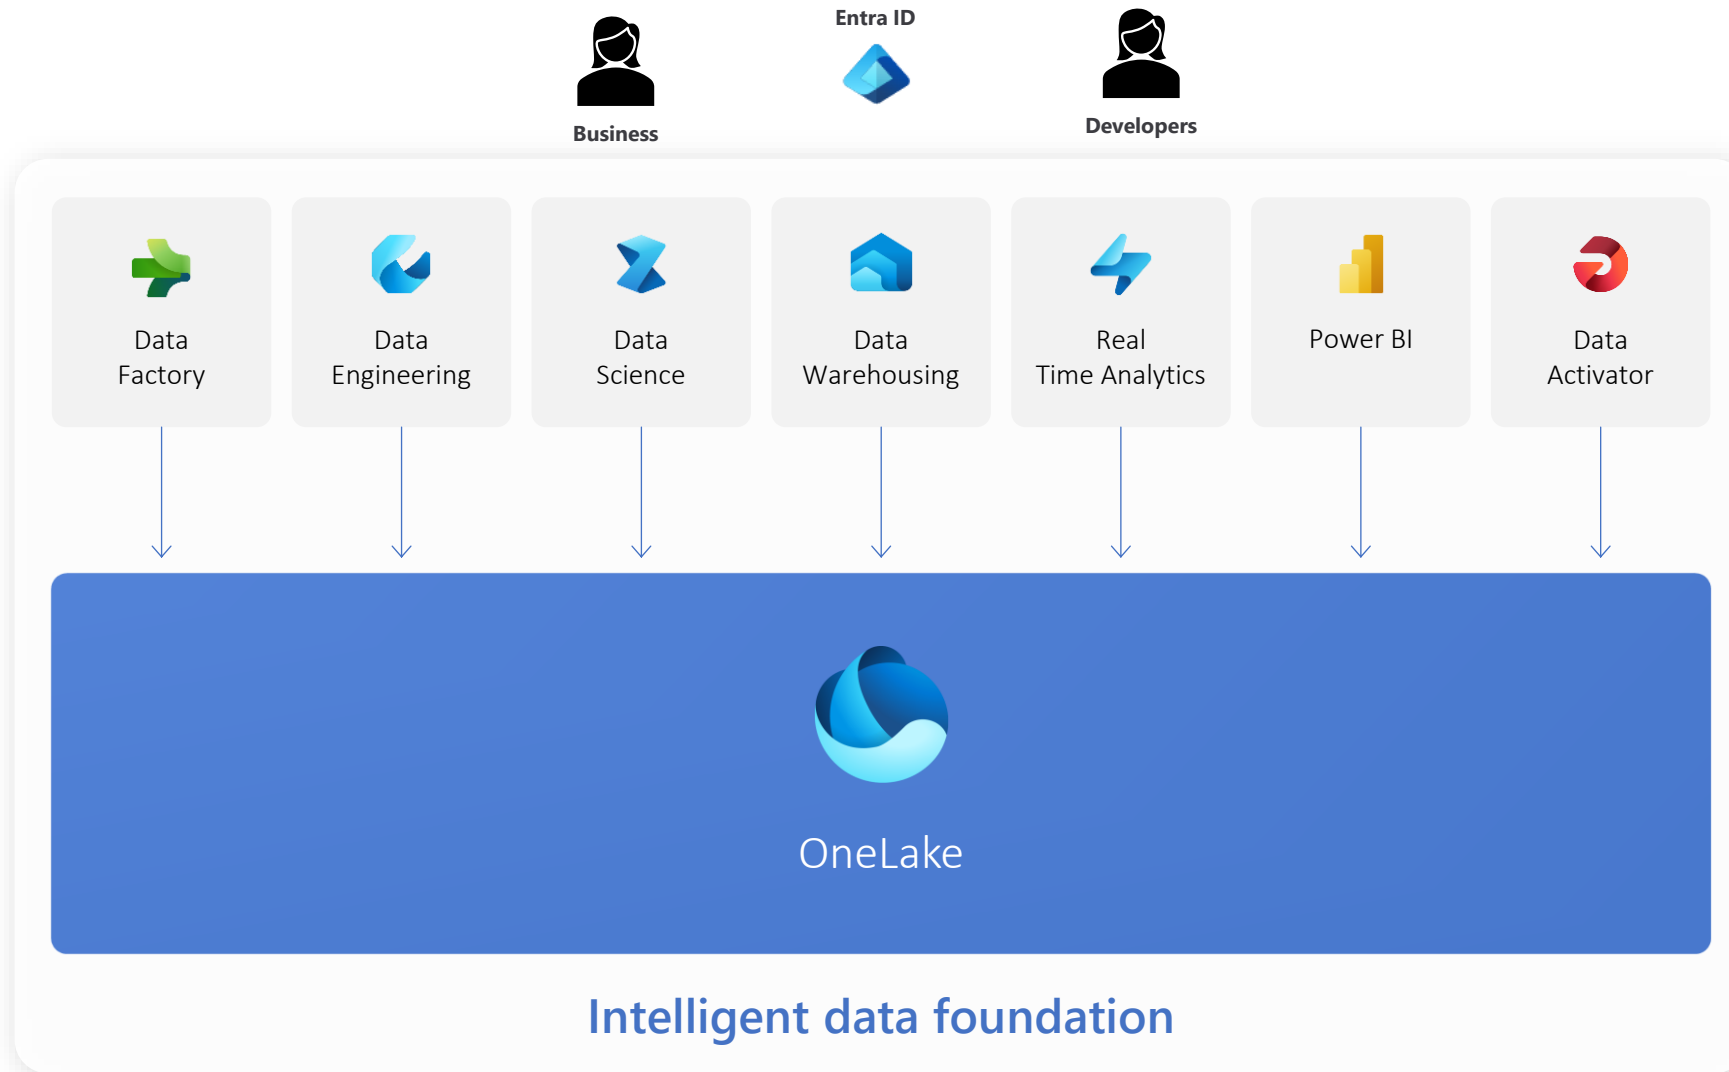 Entra ID
Business
Developers
Data
Factory
Data
Engineering
Data
Science
Data
Warehousing
Real
Time Analytics
Power BI
Data
Activator
OneLake
Intelligent data foundation